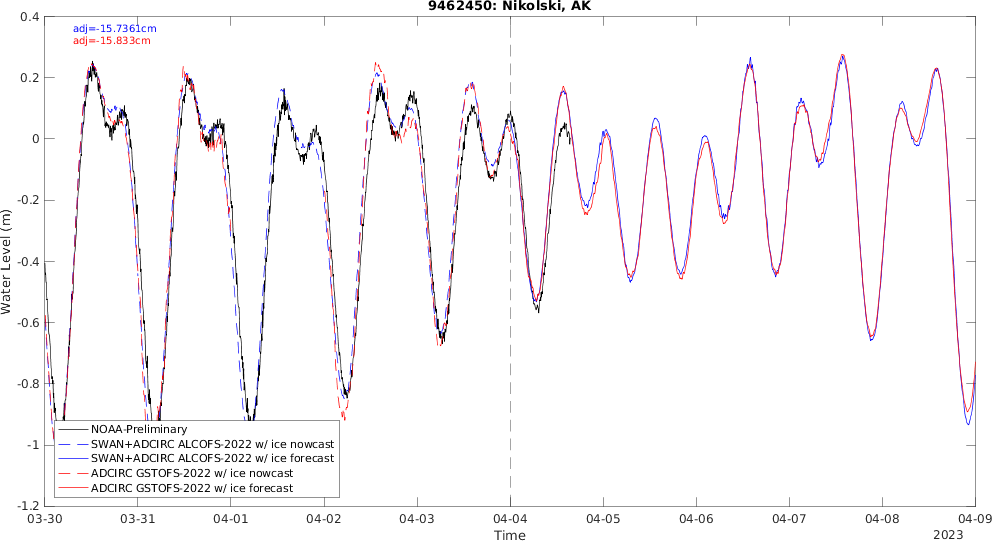 9462450: Nikolski, AK
adj=-15.7361cm
adj=-15.833cm
0.4
0.2
0
-0.2
-0.4
-0.6
-0.8
-1
-1.2
Water Level (m)
NOAA-Preliminary
SWAN+ADCIRC ALCOFS-2022 w/ ice nowcast
SWAN+ADCIRC ALCOFS-2022 w/ ice forecast
ADCIRC GSTOFS-2022 w/ ice nowcast
ADCIRC GSTOFS-2022 w/ ice forecast
03-30 03-31 04-01 04-02 04-03 04-04 04-05 04-06 04-07 04-08 04-09
Time
2023